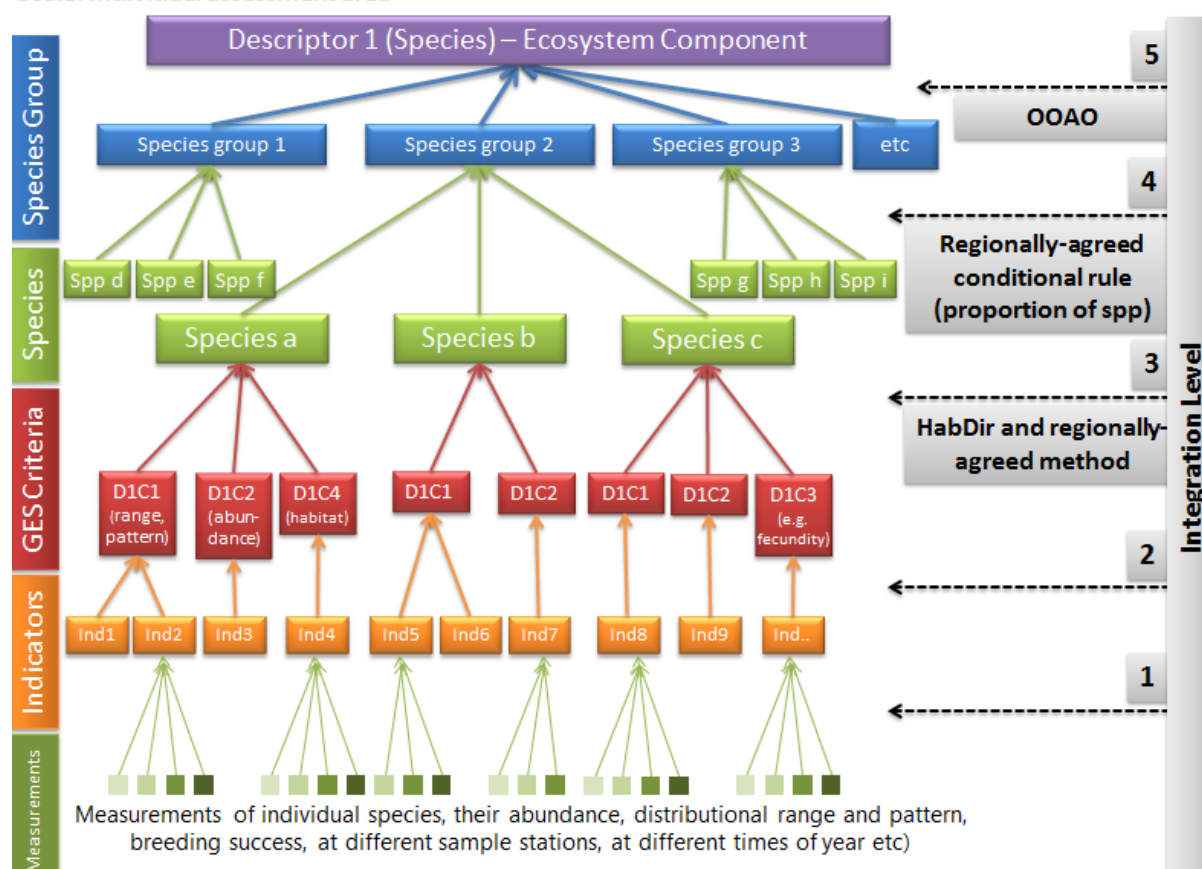 Descriptor 1 (Species) – Ecosystem Component
5
OOAO
Species Group
Species group 1
Species group 2
Species group 3
etc
4
Regionally-agreed
conditional rule
(proportion of spp)
Species
Spp d
Spp e
Spp f
Spp g
Spp h
Spp i
Species a
Species b
Species c
3
HabDir and regionally-
agreed method
Integration Level
GES Criteria
D1C1
(range,
pattern)
D1C2
(abun-
dance)
D1C4
(habitat)
D1C1
D1C2
D1C1
D1C2
D1C3
(e.g.
fecundity)
2
Indicators
Ind1
Ind2
Ind3
Ind4
Ind5
Ind6
Ind7
Ind8
Ind9
Ind..
1
Measurements
Measurements of individual species, their abundance, distributional range and pattern,
breeding success, at different sample stations, at different times of year etc)